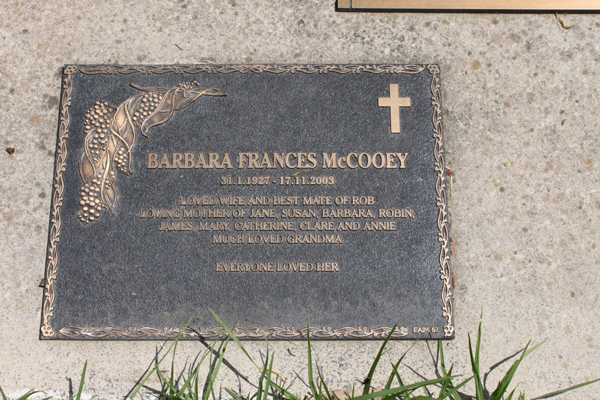 BARBARA FRANCES McCOOEY
31.1.1927 - 17.11.2003
LOVED WIFE AND BEST MATE OF ROB
LOVING MOTHER OF JANE, SUSAN, BARBARA, ROBIN,
JAMES, MARY, CATHERINE, CLARE AND ANNIE
MUCH LOVED GRANDMA
EVERYONE LOVED HER